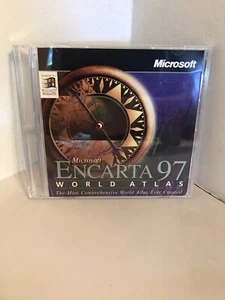 Microsoft
Microsoft
ENCARTA 97
WORLD ATLAS
The Most Comprehensive World Atlas Ever Created